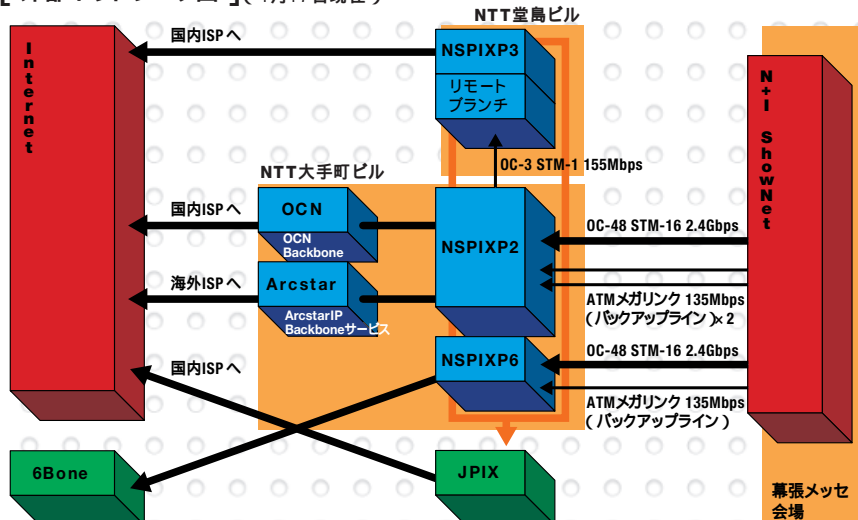 NTT堂島ビル
Internet
国内ISPへ
NSPIXP3
リモート
ブランチ
N+I ShowNet
OC-3 STM-1 155Mbps
NTT大手町ビル
国内ISPへ
OCN
OCN
Backbone
NSPIXP2
OC-48 STM-16 2.4Gbps
海外ISPへ
Arcstar
ArcstarIP
Backboneサービス
ATMメガリンク 135Mbps
(バックアップライン)×2
国内ISPへ
NSPIXP6
OC-48 STM-16 2.4Gbps
ATMメガリンク 135Mbps
(バックアップライン)
6Bone
JPIX
幕張メッセ
会場